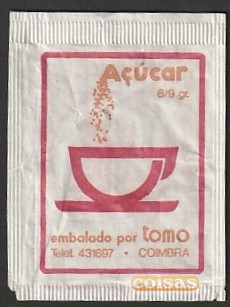 Açúcar
8/9 gr.
embalado por tomo
Telef. 431697 • COIMBRA
coisas